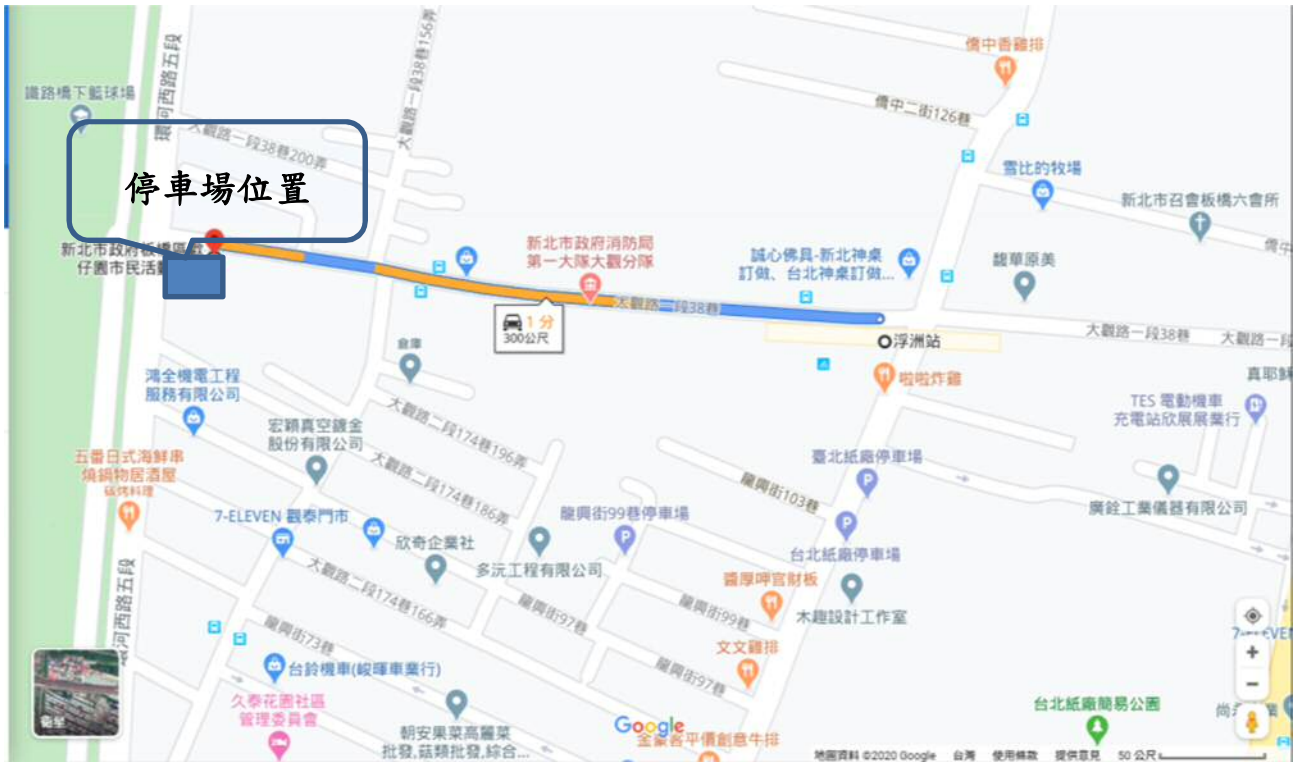 僑中香雞排
環河西路五段
大觀路一段38巷156弄
鐵路橋下籃球場
僑中二街126巷
大觀路一段38巷200弄
停車場位置
雪比的牧場
新北市召會板橋六會所
僑中
新北市政府板橋區
仔園市民活
新北市政府消防局
第一大隊大觀分隊
誠心佛具-新北神桌
訂做、台北神桌訂做...
馥華原美
大觀路一段38巷
1 分
300公尺
浮洲站
大觀路一段38巷
大觀路一段
倉庫
啦啦炸雞
真耶穌
鴻全機電工程
服務有限公司
TES 電動機車
充電站欣展展業行
宏穎真空鍍金
股份有限公司
大觀路二段174巷196弄
五番日式海鮮串
燒鍋物居酒屋
碳烤料理
大觀路二段174巷186弄
臺北紙廠停車場
龍興街103巷
廣銓工業儀器有限公司
7-ELEVEN 觀泰門市
龍興街99巷停車場
欣奇企業社
多沅工程有限公司
台北紙廠停車場
大觀路二段174巷166弄
醬厚呷官財板
木趣設計工作室
環河西路五段
龍興街97巷
龍興街99巷
龍興街73巷
文文雞排
7-ELEVEN
台鈴機車(峻暉車業行)
龍興街97巷
久泰花園社區
管理委員會
台北紙廠簡易公園
衛星
朝安果菜高麗菜
批發,菇類批發,綜合...
Google
金豪客平價創意牛排
地圖資料 ©2020 Google 台灣 使用條款 提供意見 50 公尺